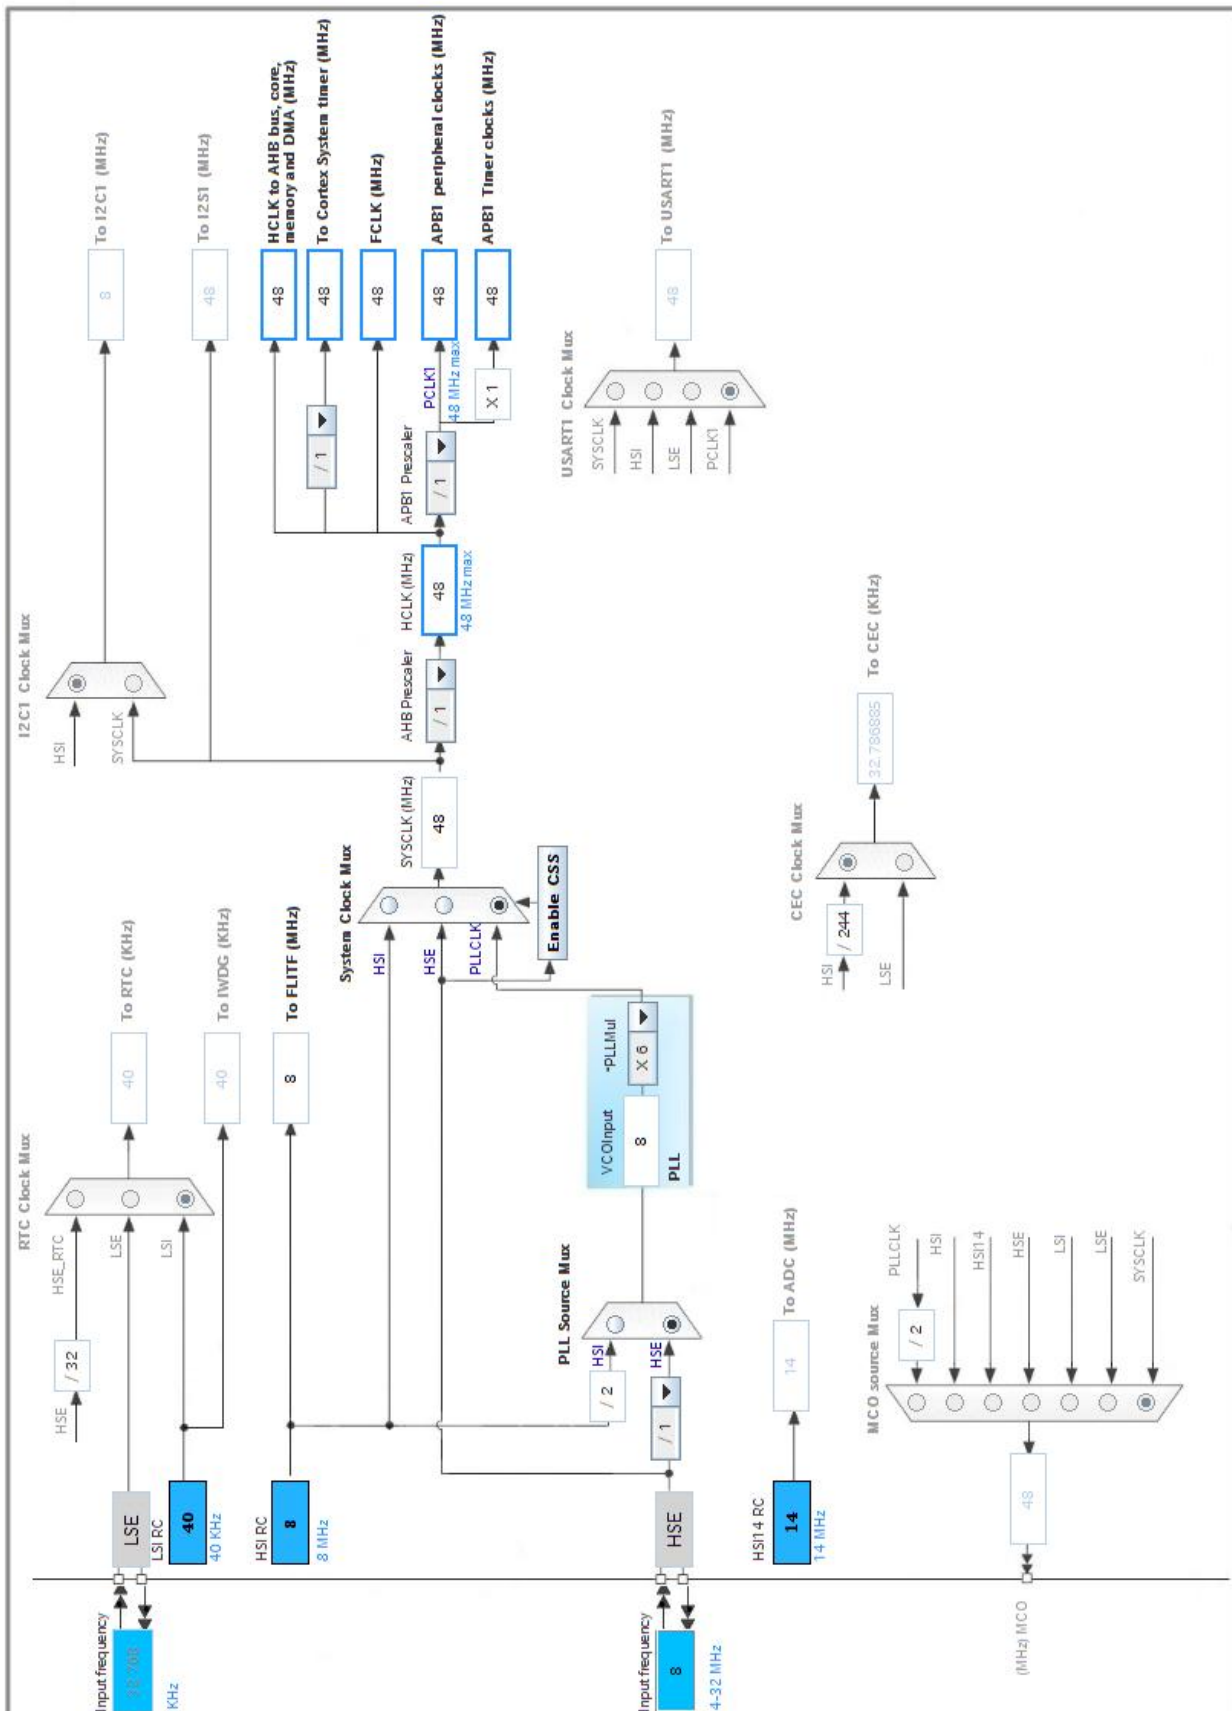 RTC Clock Mux
HSE
/ 32
HSE_RTC
LSE
LSI
40
To RTC (KHz)
40
To IWDG (KHz)
8
To FLITF (MHz)
Input frequency
KHz
LSE
LSI RC
40
40 KHz
HSI RC
8
8 MHz
I2C1 Clock Mux
HSI
SYSCLK
8
To I2C1 (MHz)
48
To I2S1 (MHz)
System Clock Mux
HSI
HSE
PLLCLK
Enable CSS
SYSCLK (MHz)
48
AHB Prescaler
/ 1
HCLK (MHz)
48
48 MHz max
APB1 Prescaler
/ 1
PCLK1
48 MHz max
X 1
/ 1
48
HCLK to AHB bus, core,
memory and DMA (MHz)
48
To Cortex System timer (MHz)
48
FCLK (MHz)
48
APB1 peripheral clocks (MHz)
48
APB1 Timer clocks (MHz)
PLL Source Mux
/ 2
HSI
/ 1
HSE
VCOInput
8
*PLLMul
X 6
PLL
Input frequency
8
4-32 MHz
HSE
HSI14 RC
14
14 MHz
14
To ADC (MHz)
USART1 Clock Mux
SYSCLK
HSI
LSE
PCLK1
48
To USART1 (MHz)
CEC Clock Mux
HSI
/ 244
LSE
32.786885
To CEC (KHz)
MCO source Mux
(MHz) MCO
48
/ 2
PLLCLK
HSI
HSI14
HSE
LSI
LSE
SYSCLK